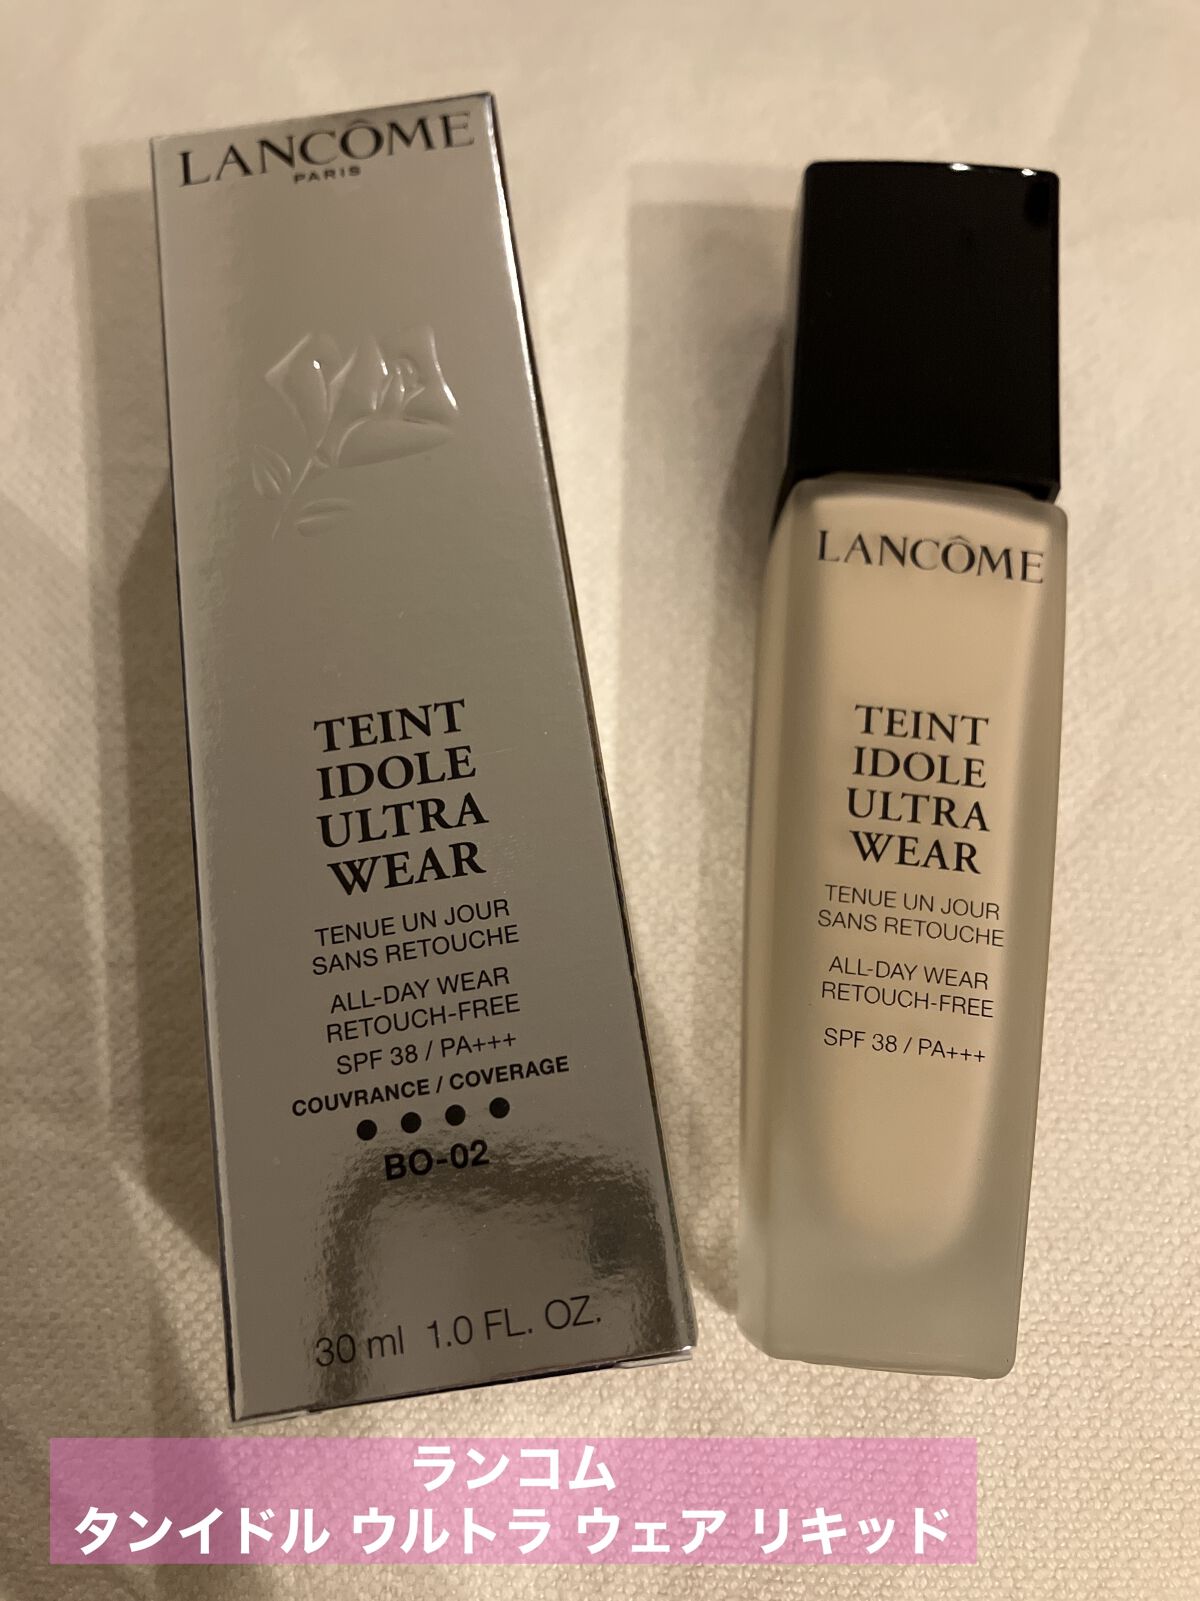 LANCÔME
PARIS
TEINT
IDOLE
ULTRA
WEAR
TENUE UN JOUR
SANS RETOUCHE
ALL-DAY WEAR
RETOUCH-FREE
SPF 38 / PA+++
COUVRANCE / COVERAGE
BO-02
30 ml 1.0 FL. OZ.
LANCÔME
TEINT
IDOLE
ULTRA
WEAR
TENUE UN JOUR
SANS RETOUCHE
ALL-DAY WEAR
RETOUCH-FREE
SPF 38 / PA+++
ランコム
タンイドル ウルトラ ウェア リキッド